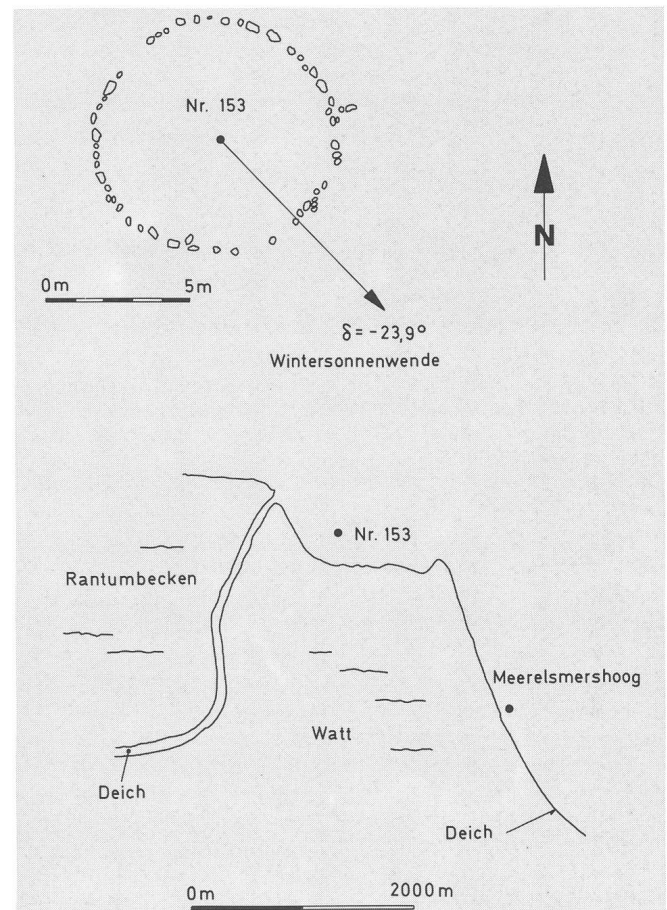 Nr. 153
N
0m 5m
δ = -23,9°
Wintersonnenwende
Nr. 153
Rantumbecken
Meerelsmershoog
Watt
Deich
Deich
0m 2000m